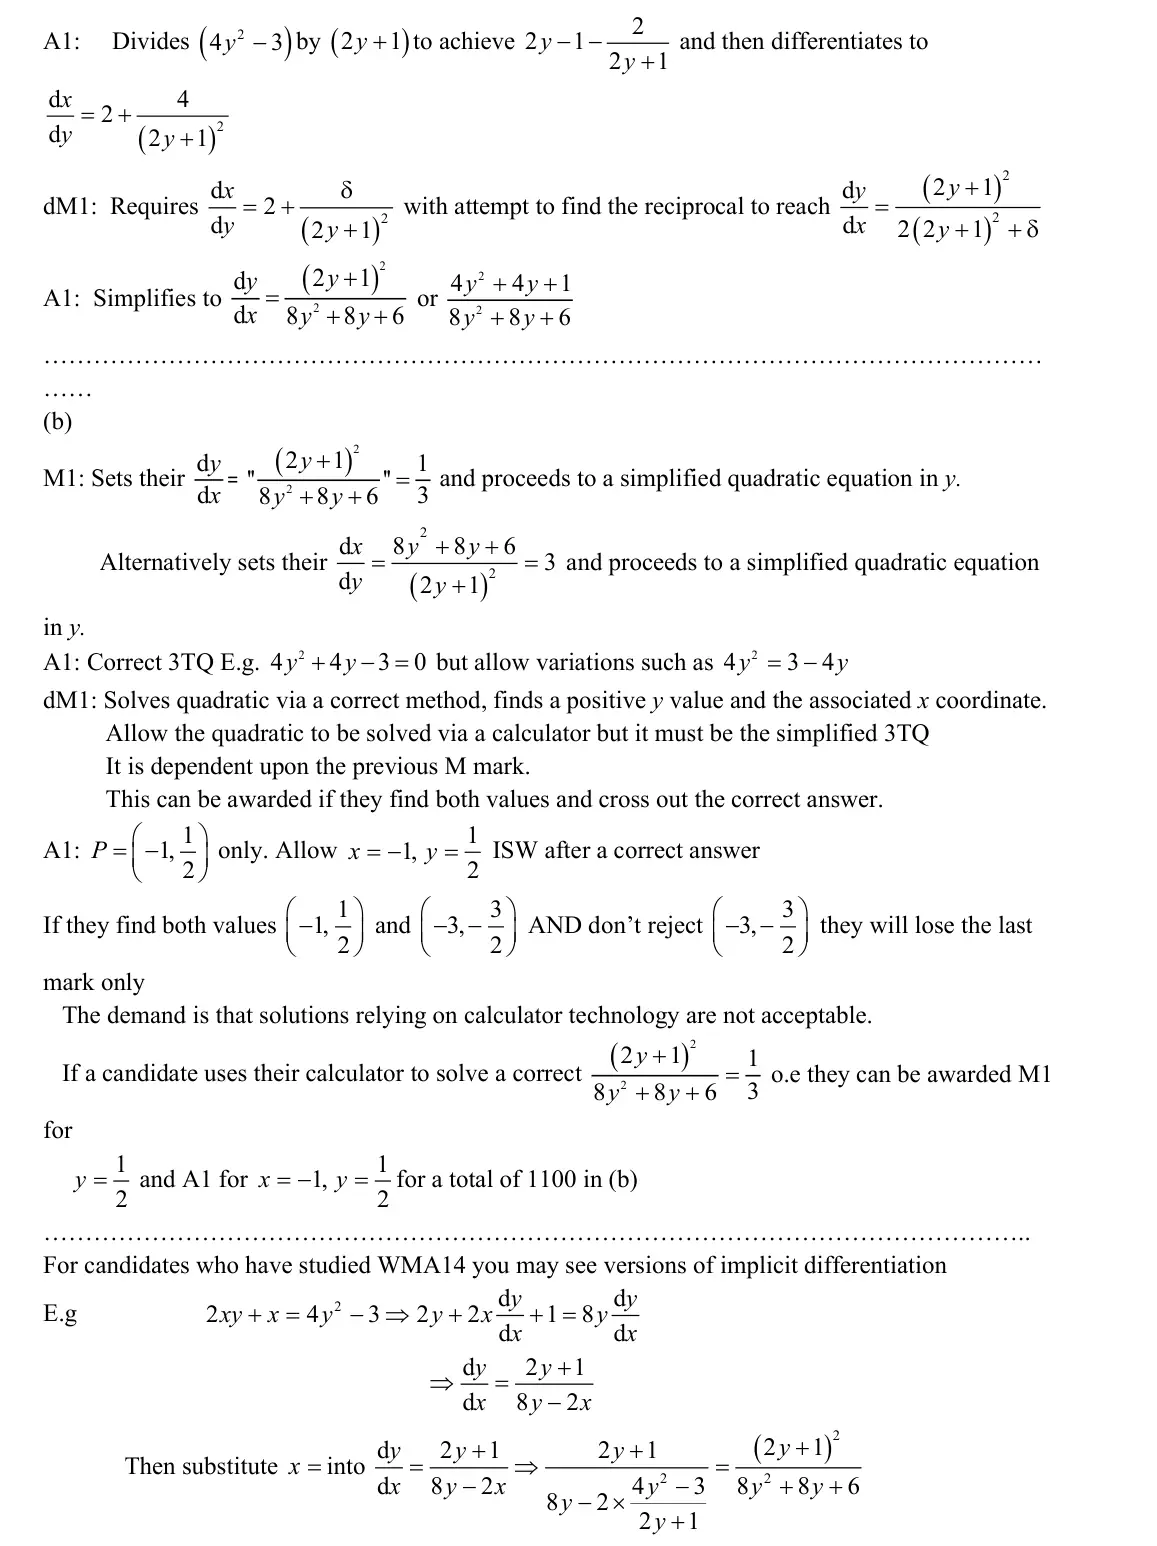 A1: Divides (4y² − 3) by (2y + 1) to achieve 2y − 1 − 2/(2y + 1) and then differentiates to
dx/dy = 2 + 4/(2y + 1)²
dM1: Requires dx/dy = 2 + δ/(2y + 1)² with attempt to find the reciprocal to reach dy/dx = (2y + 1)²/(2(2y + 1)² + δ)
A1: Simplifies to dy/dx = (2y + 1)²/(8y² + 8y + 6) or (4y² + 4y + 1)/(8y² + 8y + 6)
……………………………………………………………………………………………………
……
(b)
M1: Sets their dy/dx = "(2y + 1)²/(8y² + 8y + 6)" = 1/3 and proceeds to a simplified quadratic equation in y.
Alternatively sets their dx/dy = (8y² + 8y + 6)/(2y + 1)² = 3 and proceeds to a simplified quadratic equation
in y.
A1: Correct 3TQ E.g. 4y² + 4y − 3 = 0 but allow variations such as 4y² = 3 − 4y
dM1: Solves quadratic via a correct method, finds a positive y value and the associated x coordinate.
Allow the quadratic to be solved via a calculator but it must be the simplified 3TQ
It is dependent upon the previous M mark.
This can be awarded if they find both values and cross out the correct answer.
A1: P = (−1, 1/2) only. Allow x = −1, y = 1/2 ISW after a correct answer
If they find both values (−1, 1/2) and (−3, −3/2) AND don’t reject (−3, −3/2) they will lose the last
mark only
The demand is that solutions relying on calculator technology are not acceptable.
If a candidate uses their calculator to solve a correct (2y + 1)²/(8y² + 8y + 6) = 1/3 o.e they can be awarded M1
for
y = 1/2 and A1 for x = −1, y = 1/2 for a total of 1100 in (b)
…………………………………………………………………………………………………..
For candidates who have studied WMA14 you may see versions of implicit differentiation
E.g 2xy + x = 4y² − 3 ⇒ 2y + 2x dy/dx + 1 = 8y dy/dx
⇒ dy/dx = (2y + 1)/(8y − 2x)
Then substitute x = into dy/dx = (2y + 1)/(8y − 2x) ⇒ (2y + 1)/(8y − 2 × (4y² − 3)/(2y + 1)) = (2y + 1)²/(8y² + 8y + 6)